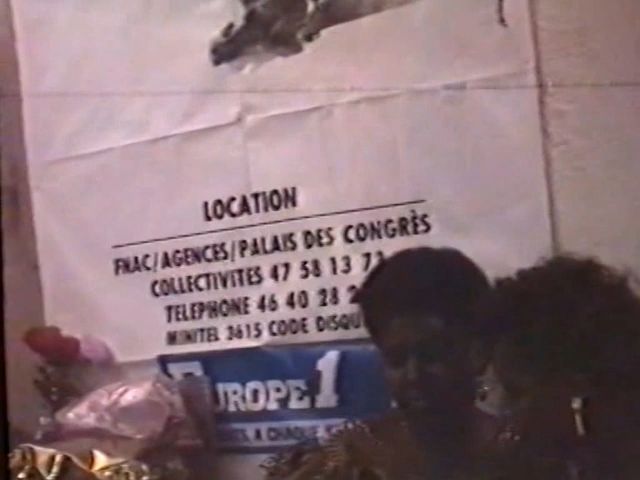 LOCATION
FNAC/AGENCES/PALAIS DES CONGRÈS
COLLECTIVITES 47 58 13
TELEPHONE 46 40 28
MINITEL 3615 CODE
EUROPE 1
A CHAQUE